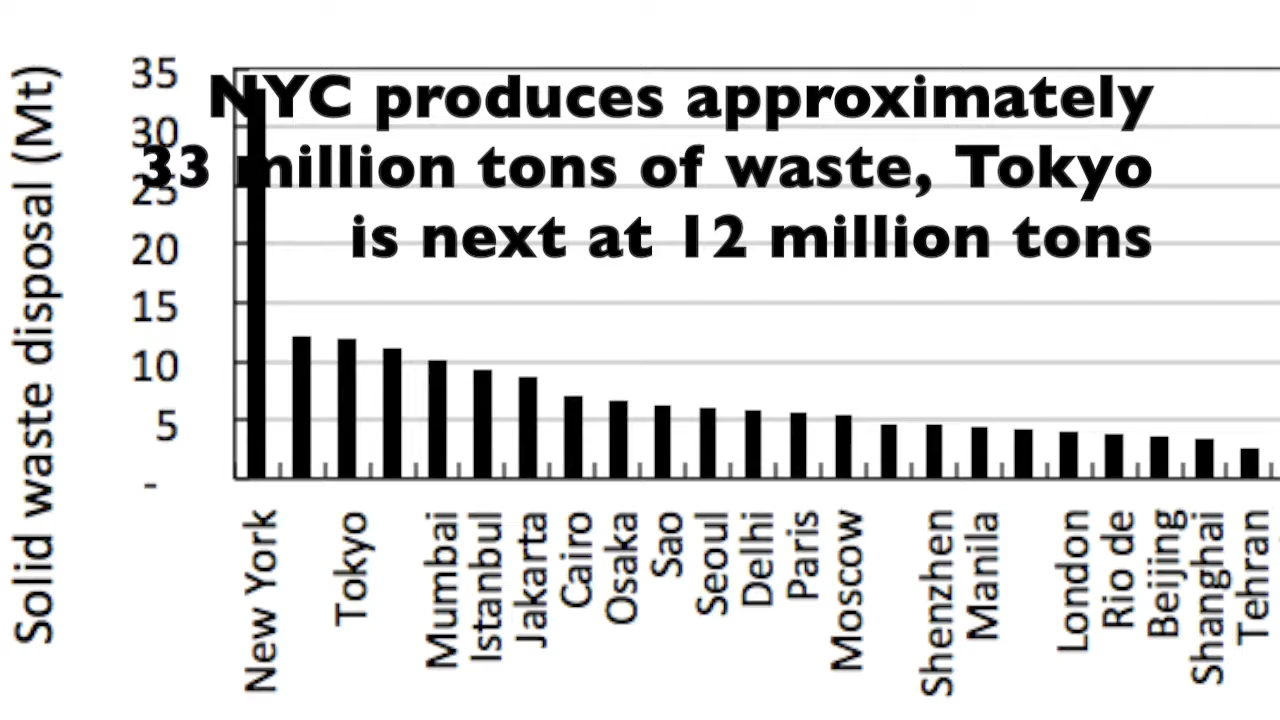 NYC produces approximately
33 million tons of waste, Tokyo
is next at 12 million tons
Solid waste disposal (Mt)
35
30
25
20
15
10
5
-
New York
Tokyo
Mumbai
Istanbul
Jakarta
Cairo
Osaka
Sao
Seoul
Delhi
Paris
Moscow
Shenzhen
Manila
London
Rio de
Beijing
Shanghai
Tehran